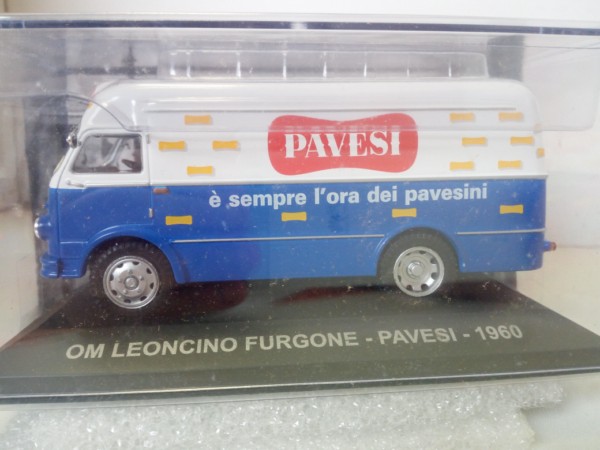 PAVESI
è sempre l'ora dei pavesini
OM LEONCINO FURGONE - PAVESI - 1960